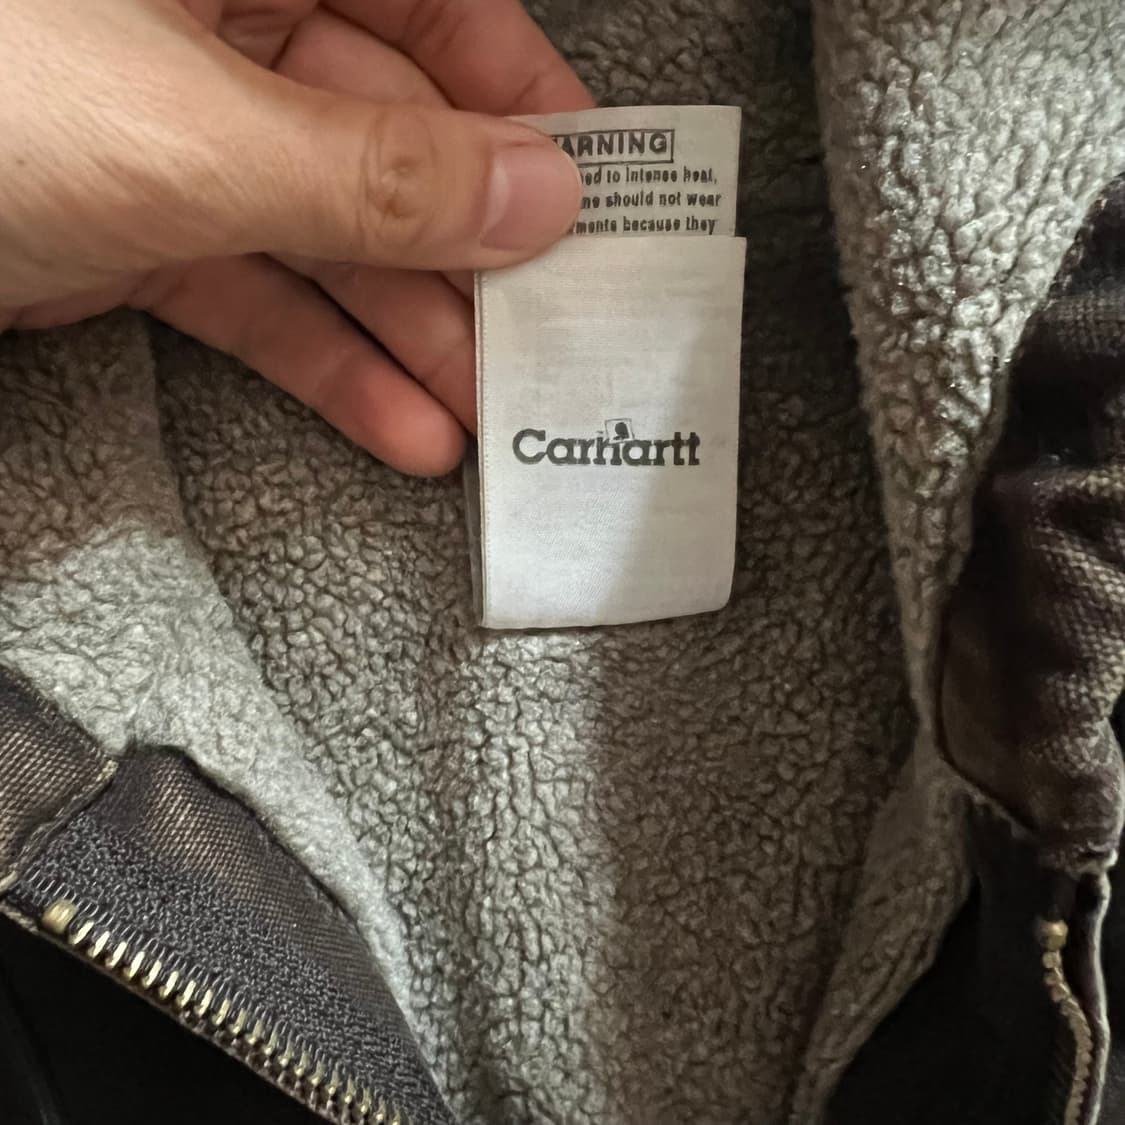 ARNING
ed to intense heat,
ne should not wear
ments because they
Carhartt